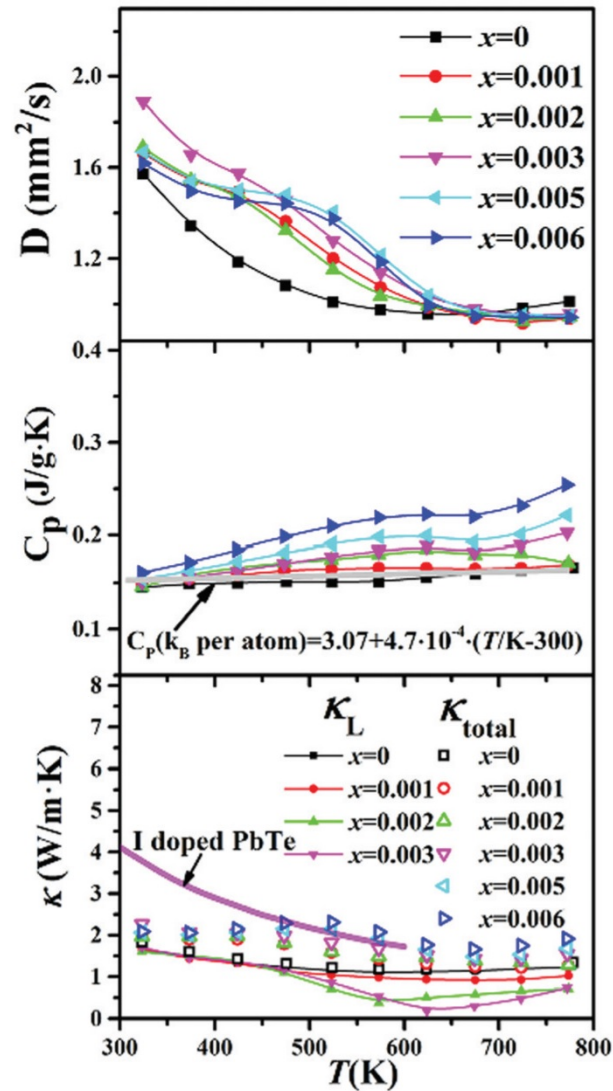 D (mm²/s)
2.0
1.6
1.2
x=0
x=0.001
x=0.002
x=0.003
x=0.005
x=0.006
Cp (J/g·K)
0.4
0.3
0.2
0.1
C_P(k_B per atom)=3.07+4.7·10⁻⁴·(T/K-300)
κ (W/m·K)
8
7
6
5
4
3
2
1
0
κ_L κ_total
x=0 x=0
x=0.001 x=0.001
x=0.002 x=0.002
x=0.003 x=0.003
x=0.005
x=0.006
I doped PbTe
300 400 500 600 700 800
T(K)